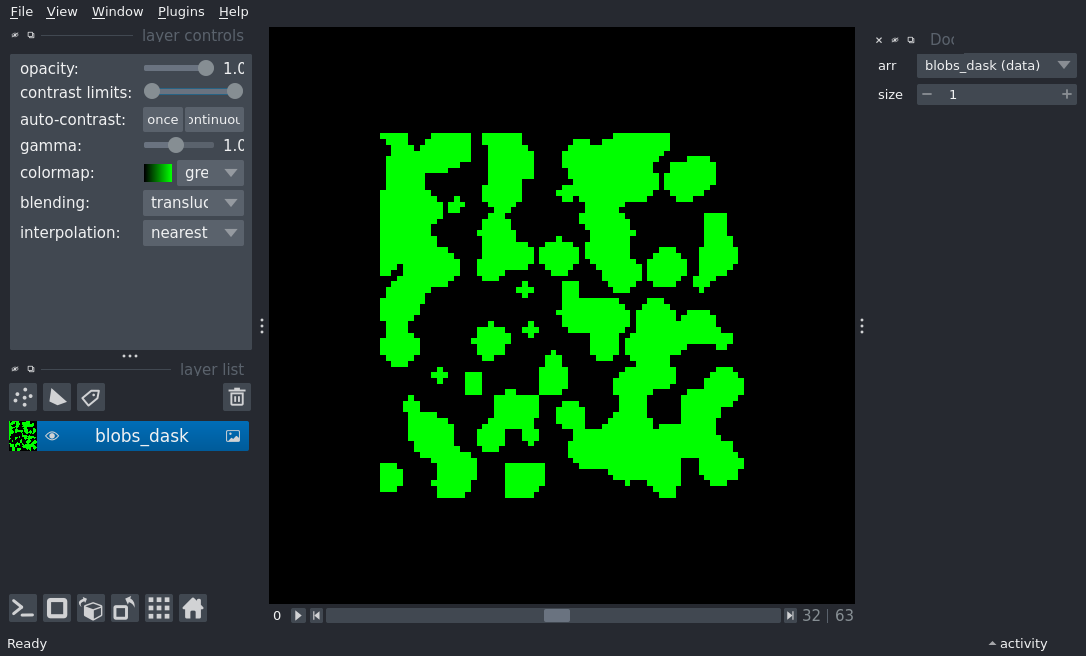 File View Window Plugins Help
layer controls
opacity: 1.0
contrast limits:
auto-contrast: once ontinuou
gamma: 1.0
colormap: gre
blending: transluc
interpolation: nearest
layer list
blobs_dask
Ready
0 32 | 63
Doc
arr blobs_dask (data)
size 1
activity